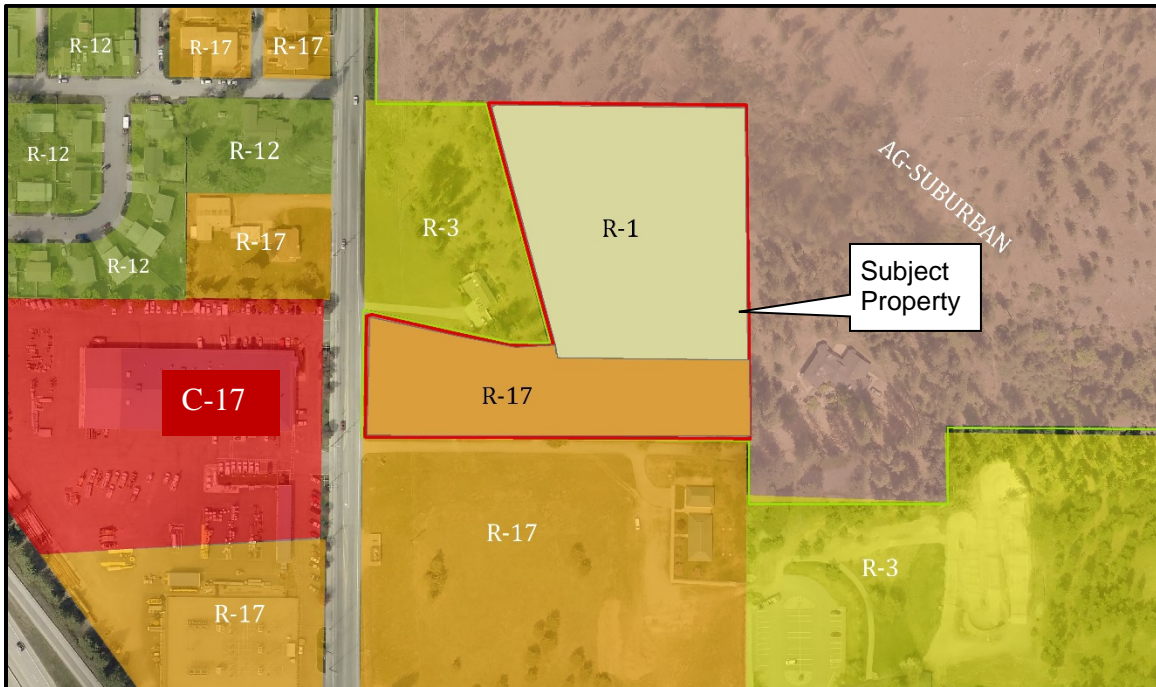 R-12
R-17
R-17
R-12
R-12
R-3
R-1
AG-SUBURBAN
R-17
R-12
Subject
Property
C-17
R-17
R-17
R-3
R-17